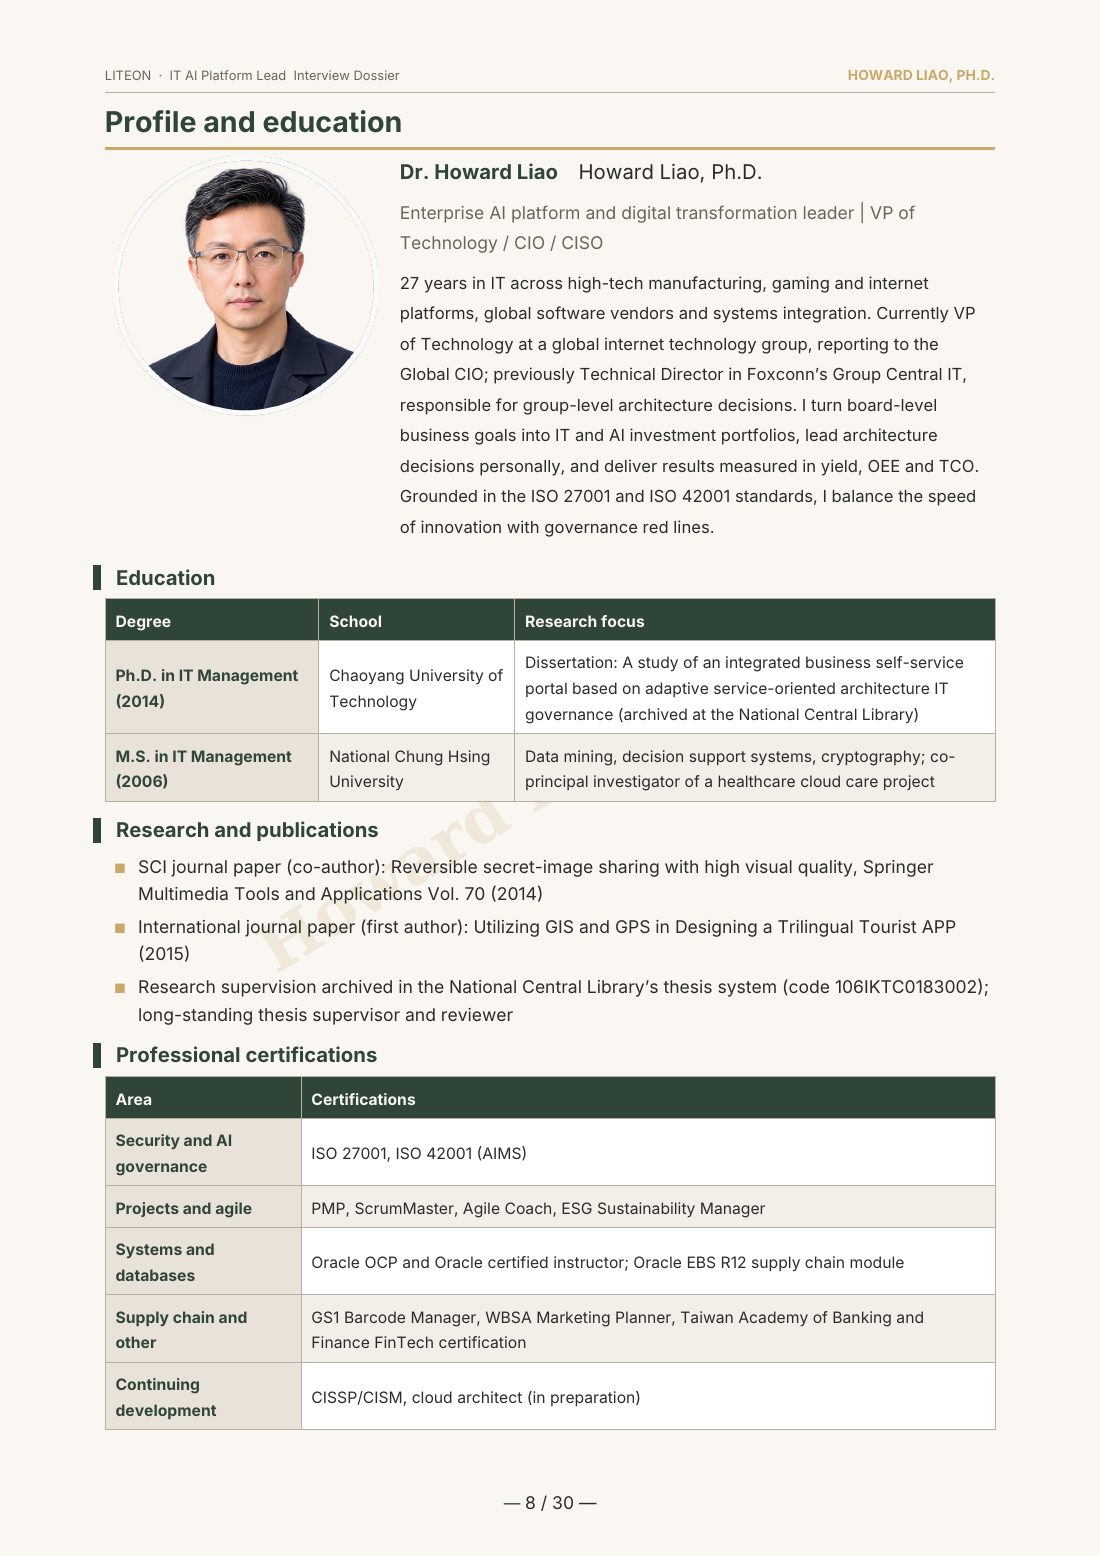 LITEON · IT AI Platform Lead Interview Dossier
HOWARD LIAO, PH.D.
Profile and education
Dr. Howard Liao Howard Liao, Ph.D.
Enterprise AI platform and digital transformation leader | VP of
Technology / CIO / CISO
27 years in IT across high-tech manufacturing, gaming and internet
platforms, global software vendors and systems integration. Currently VP
of Technology at a global internet technology group, reporting to the
Global CIO; previously Technical Director in Foxconn’s Group Central IT,
responsible for group-level architecture decisions. I turn board-level
business goals into IT and AI investment portfolios, lead architecture
decisions personally, and deliver results measured in yield, OEE and TCO.
Grounded in the ISO 27001 and ISO 42001 standards, I balance the speed
of innovation with governance red lines.
Education
Degree School Research focus
Ph.D. in IT Management
(2014)
Chaoyang University of
Technology
Dissertation: A study of an integrated business self-service
portal based on adaptive service-oriented architecture IT
governance (archived at the National Central Library)
M.S. in IT Management
(2006)
National Chung Hsing
University
Data mining, decision support systems, cryptography; co-
principal investigator of a healthcare cloud care project
Howard
Research and publications
SCI journal paper (co-author): Reversible secret-image sharing with high visual quality, Springer
Multimedia Tools and Applications Vol. 70 (2014)
International journal paper (first author): Utilizing GIS and GPS in Designing a Trilingual Tourist APP
(2015)
Research supervision archived in the National Central Library’s thesis system (code 106IKTC0183002);
long-standing thesis supervisor and reviewer
Professional certifications
Area Certifications
Security and AI
governance
ISO 27001, ISO 42001 (AIMS)
Projects and agile
PMP, ScrumMaster, Agile Coach, ESG Sustainability Manager
Systems and
databases
Oracle OCP and Oracle certified instructor; Oracle EBS R12 supply chain module
Supply chain and
other
GS1 Barcode Manager, WBSA Marketing Planner, Taiwan Academy of Banking and
Finance FinTech certification
Continuing
development
CISSP/CISM, cloud architect (in preparation)
— 8 / 30 —